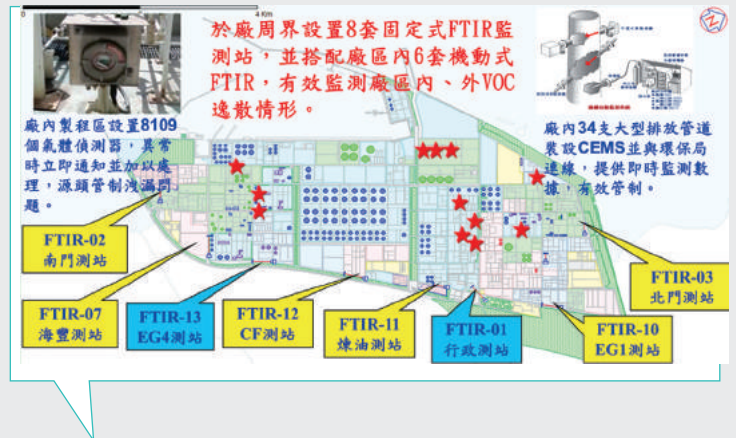 0
4 Km
於廠周界設置8套固定式FTIR監
測站，並搭配廠區內6套機動式
FTIR，有效監測廠區內、外VOC
逸散情形。
廠內製程區設置8109
個氣體偵測器，異常
時立即通知並加以處
理，源頭管制洩漏問
題。
廠內34支大型排放管道
裝設CEMS並與環保局
連線，提供即時監測數
據，有效管制。
FTIR-02
南門測站
FTIR-07
海豐測站
FTIR-13
EG4測站
FTIR-12
CF測站
FTIR-11
煉油測站
FTIR-01
行政測站
FTIR-10
EG1測站
FTIR-03
北門測站